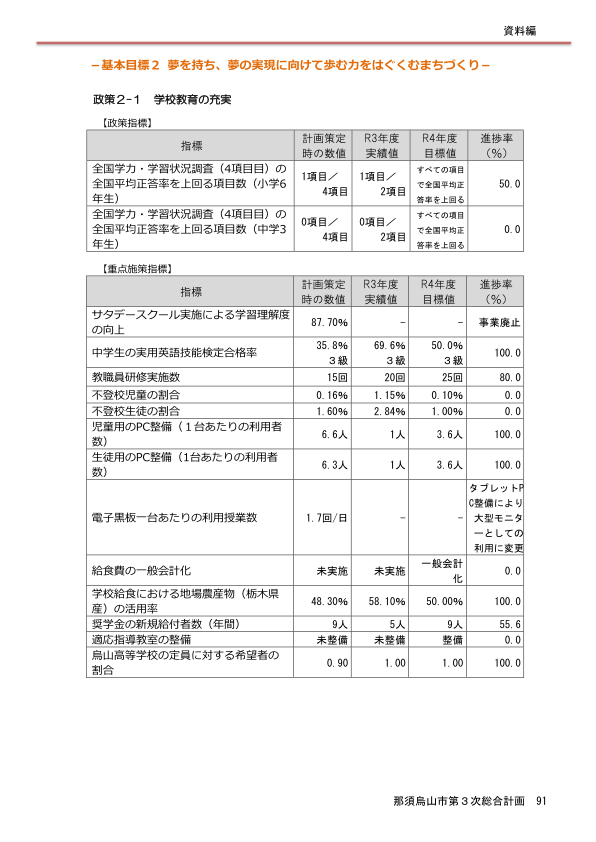 資料編
－基本目標２ 夢を持ち、夢の実現に向けて歩む力をはぐくむまちづくり－
政策２-１　学校教育の充実
【政策指標】
指標
計画策定
時の数値
R3年度
実績値
R4年度
目標値
進捗率
（％）
全国学力・学習状況調査（4項目目）の
全国平均正答率を上回る項目数（小学6
年生）
1項目／
4項目
1項目／
2項目
すべての項目
で全国平均正
答率を上回る
50.0
全国学力・学習状況調査（4項目目）の
全国平均正答率を上回る項目数（中学3
年生）
0項目／
4項目
0項目／
2項目
すべての項目
で全国平均正
答率を上回る
0.0
【重点施策指標】
指標
計画策定
時の数値
R3年度
実績値
R4年度
目標値
進捗率
（％）
サタデースクール実施による学習理解度
の向上
87.70%
-
-
事業廃止
中学生の実用英語技能検定合格率
35.8%
３級
69.6%
３級
50.0%
３級
100.0
教職員研修実施数
15回
20回
25回
80.0
不登校児童の割合
0.16%
1.15%
0.10%
0.0
不登校生徒の割合
1.60%
2.84%
1.00%
0.0
児童用のPC整備（１台あたりの利用者
数）
6.6人
1人
3.6人
100.0
生徒用のPC整備（1台あたりの利用者
数）
6.3人
1人
3.6人
100.0
電子黒板一台あたりの利用授業数
1.7回/日
-
-
タブレットP
C整備により
大型モニタ
ーとしての
利用に変更
給食費の一般会計化
未実施
未実施
一般会計
化
0.0
学校給食における地場農産物（栃木県
産）の活用率
48.30%
58.10%
50.00%
100.0
奨学金の新規給付者数（年間）
9人
5人
9人
55.6
適応指導教室の整備
未整備
未整備
整備
0.0
烏山高等学校の定員に対する希望者の
割合
0.90
1.00
1.00
100.0
那須烏山市第３次総合計画　91